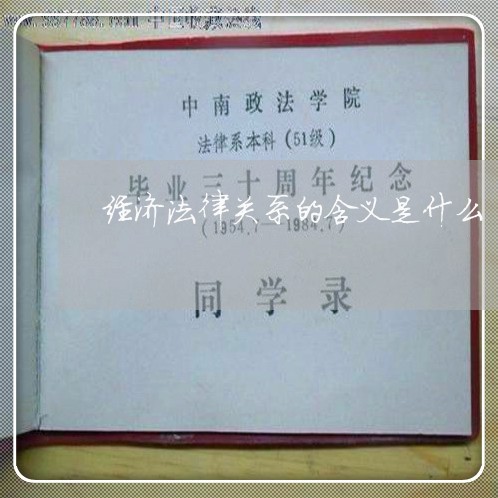 中南政法学院
法律系本科(51级)
毕业三十周年纪念
经济法律关系的含义是什么
(1954.7—1984.7)
同学录